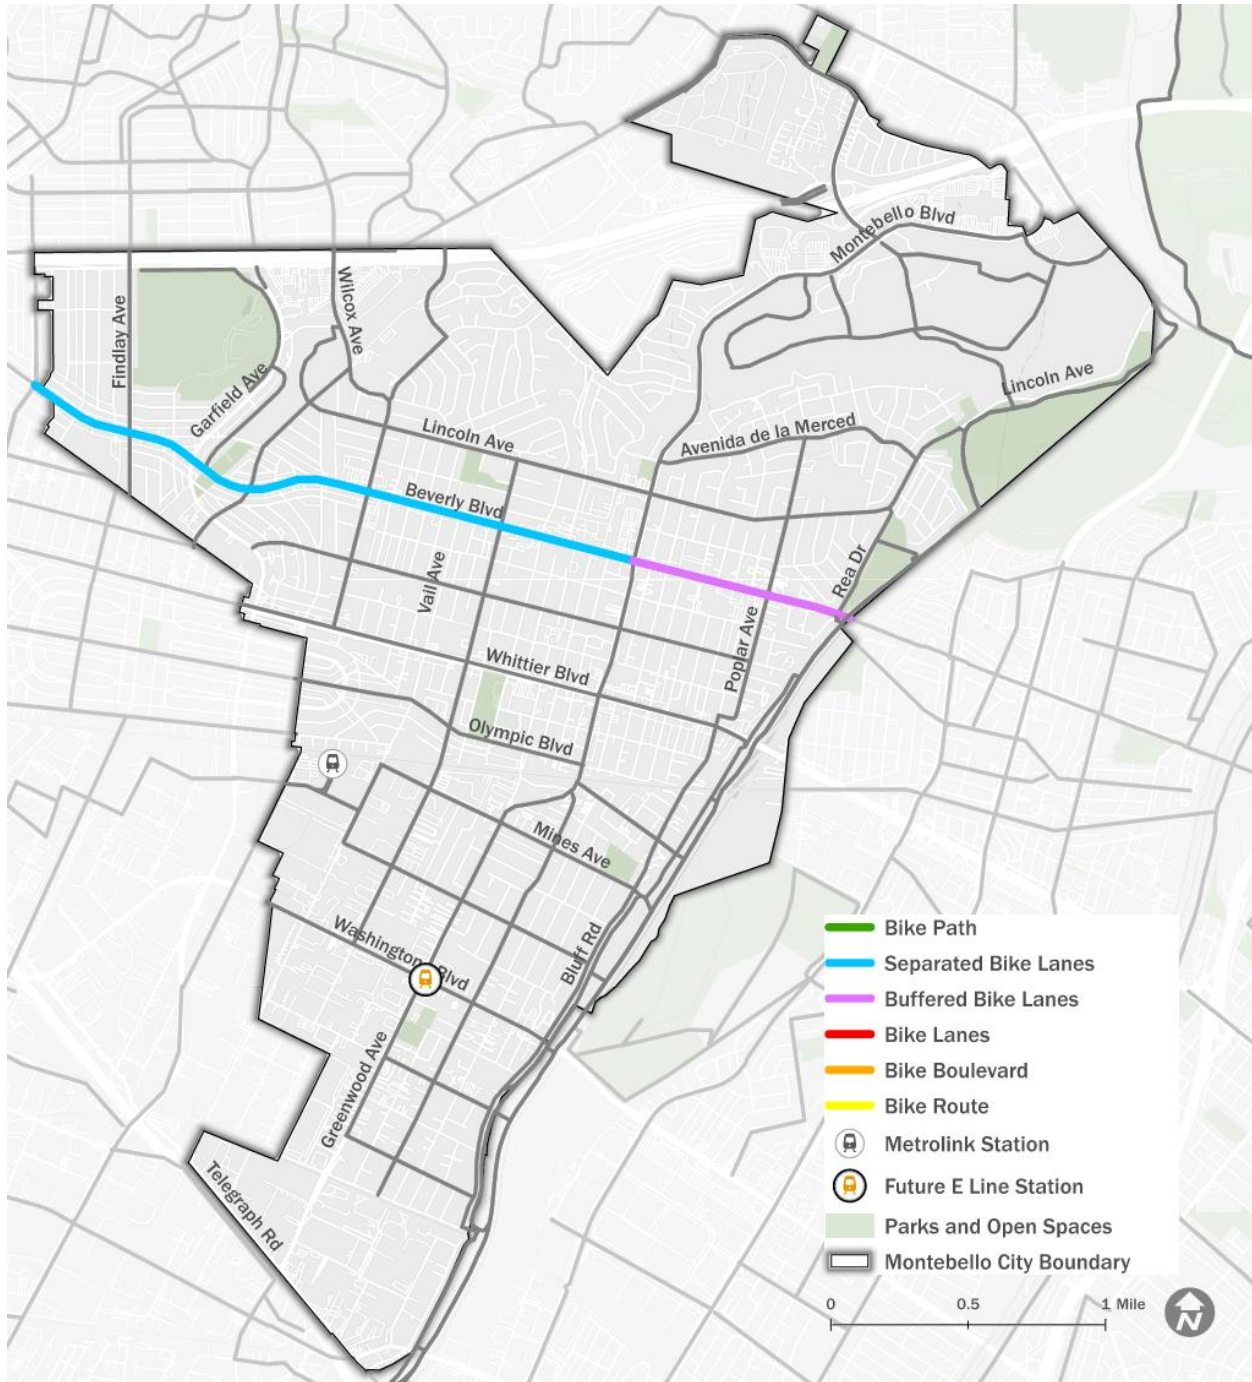 Montebello Blvd
Findlay Ave
Wilcox Ave
Garfield Ave
Lincoln Ave
Lincoln Ave
Avenida de la Merced
Beverly Blvd
Vail Ave
Rea Dr
Poplar Ave
Whittier Blvd
Olympic Blvd
Mines Ave
Washington Blvd
Bluff Rd
Greenwood Ave
Telegraph Rd
Bike Path
Separated Bike Lanes
Buffered Bike Lanes
Bike Lanes
Bike Boulevard
Bike Route
Metrolink Station
Future E Line Station
Parks and Open Spaces
Montebello City Boundary
0 0.5 1 Mile
N